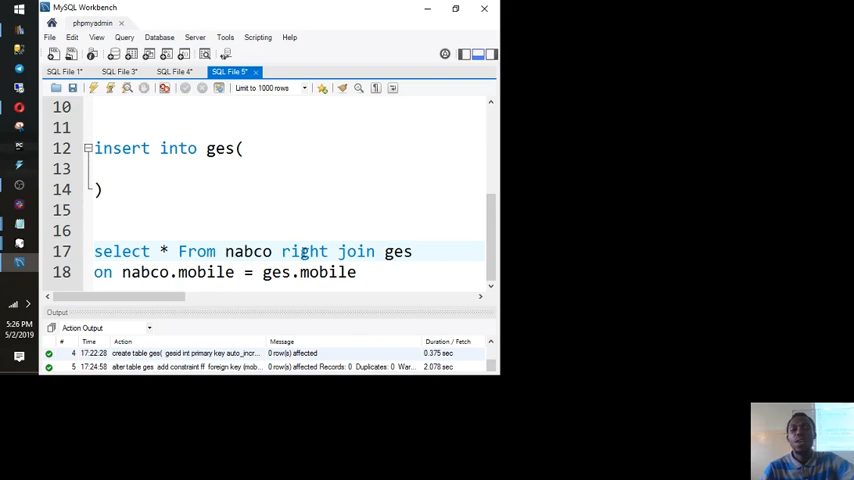 MySQL Workbench
phpmyadmin ×
File Edit View Query Database Server Tools Scripting Help
SQL File 1* SQL File 3* SQL File 4* SQL File 5* ×
Limit to 1000 rows
10
11
12 insert into ges(
13
14 )
15
16
17 select * From nabco right join ges
18 on nabco.mobile = ges.mobile
Output
Action Output
# Time Action Message Duration / Fetch
4 17:22:28 create table ges( gesid int primary key auto_incr... 0 row(s) affected 0.375 sec
5 17:24:58 alter table ges add constraint ff foreign key (mob... 0 row(s) affected Records: 0 Duplicates: 0 War... 2.078 sec
PC
5:26 PM
5/2/2019